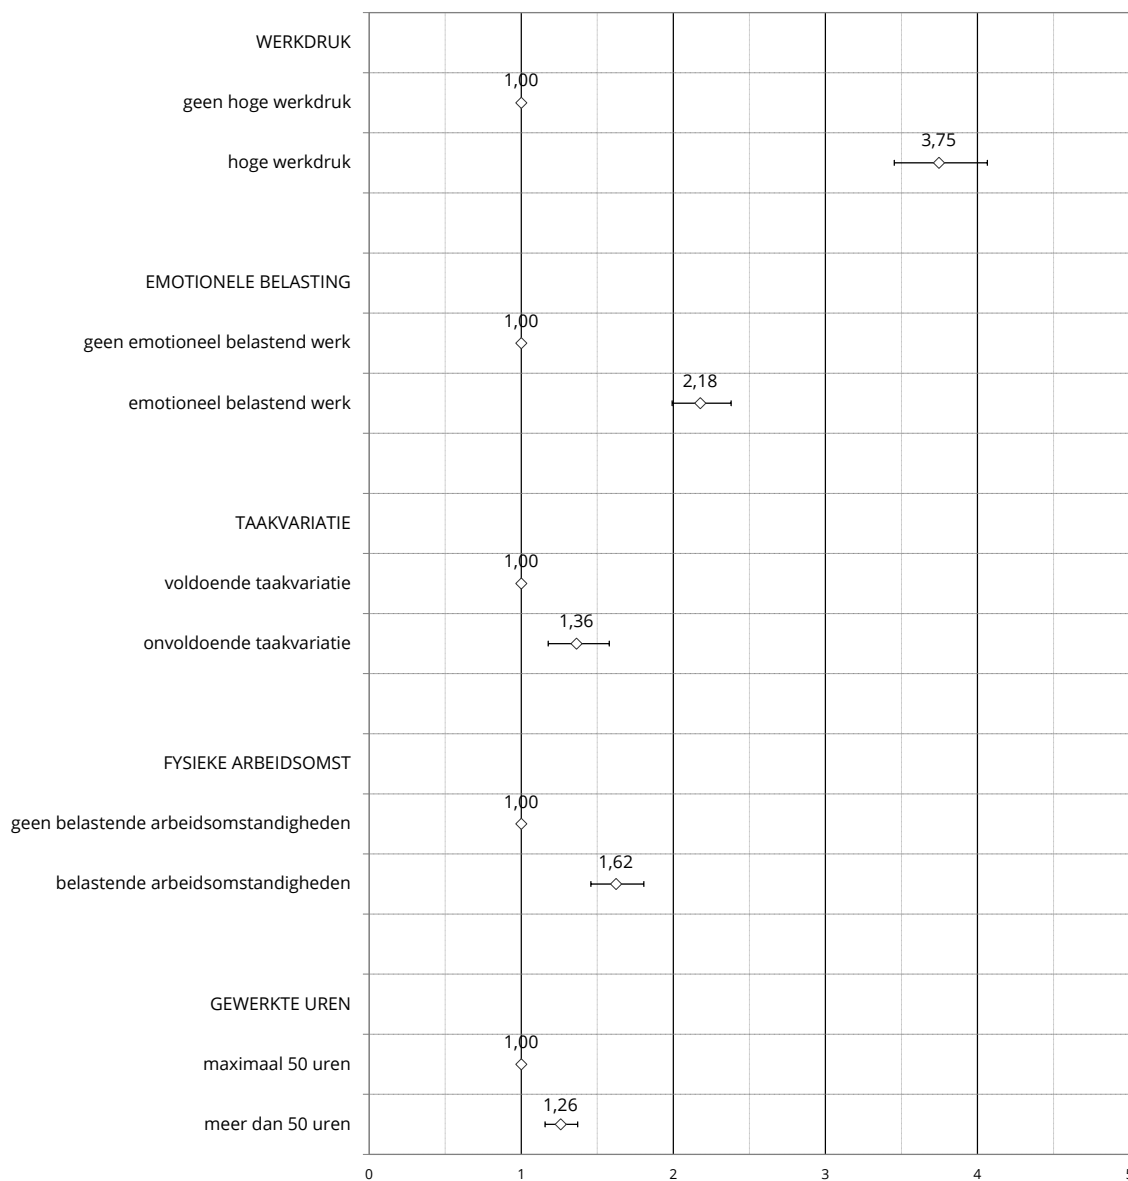 WERKDRUK
1,00
geen hoge werkdruk
3,75
hoge werkdruk
EMOTIONELE BELASTING
1,00
geen emotioneel belastend werk
2,18
emotioneel belastend werk
TAAKVARIATIE
1,00
voldoende taakvariatie
1,36
onvoldoende taakvariatie
FYSIEKE ARBEIDSOMST
1,00
geen belastende arbeidsomstandigheden
1,62
belastende arbeidsomstandigheden
GEWERKTE UREN
1,00
maximaal 50 uren
1,26
meer dan 50 uren
0 1 2 3 4 5